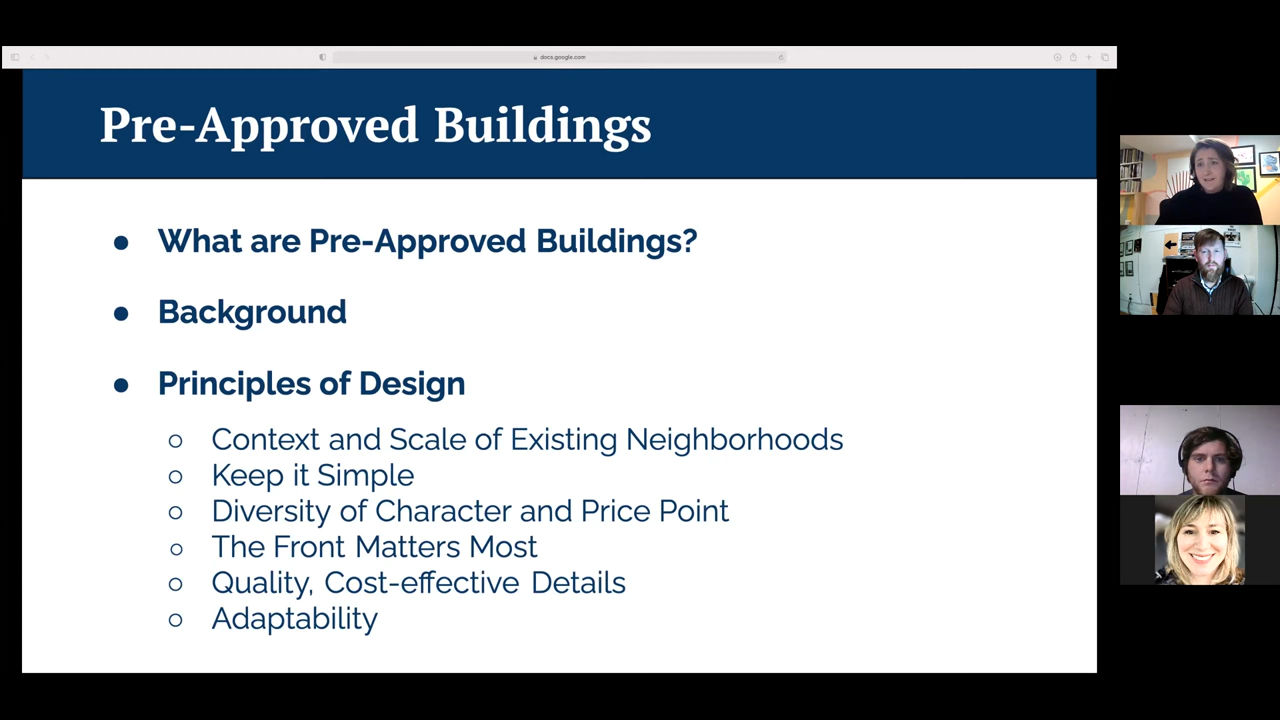 docs.google.com
Pre-Approved Buildings
● What are Pre-Approved Buildings?
● Background
● Principles of Design
○ Context and Scale of Existing Neighborhoods
○ Keep it Simple
○ Diversity of Character and Price Point
○ The Front Matters Most
○ Quality, Cost-effective Details
○ Adaptability